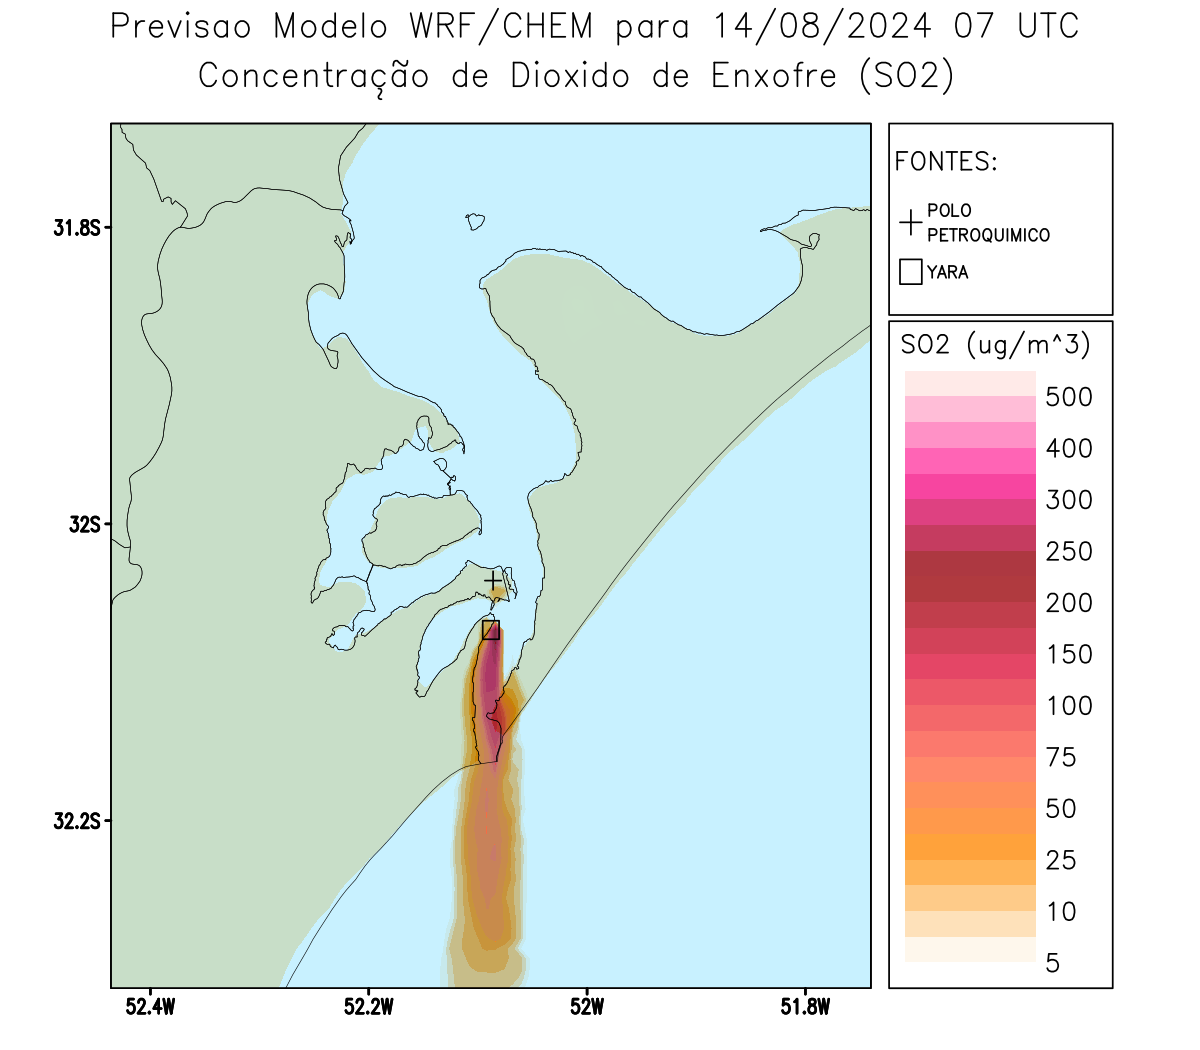 Previsao Modelo WRF/CHEM para 14/08/2024 07 UTC
Concentração de Dioxido de Enxofre (SO2)
FONTES:
POLO
PETROQUIMICO
YARA
SO2 (ug/m^3)
500
400
300
250
200
150
100
75
50
25
10
5
31.8S
32S
32.2S
52.4W
52.2W
52W
51.8W